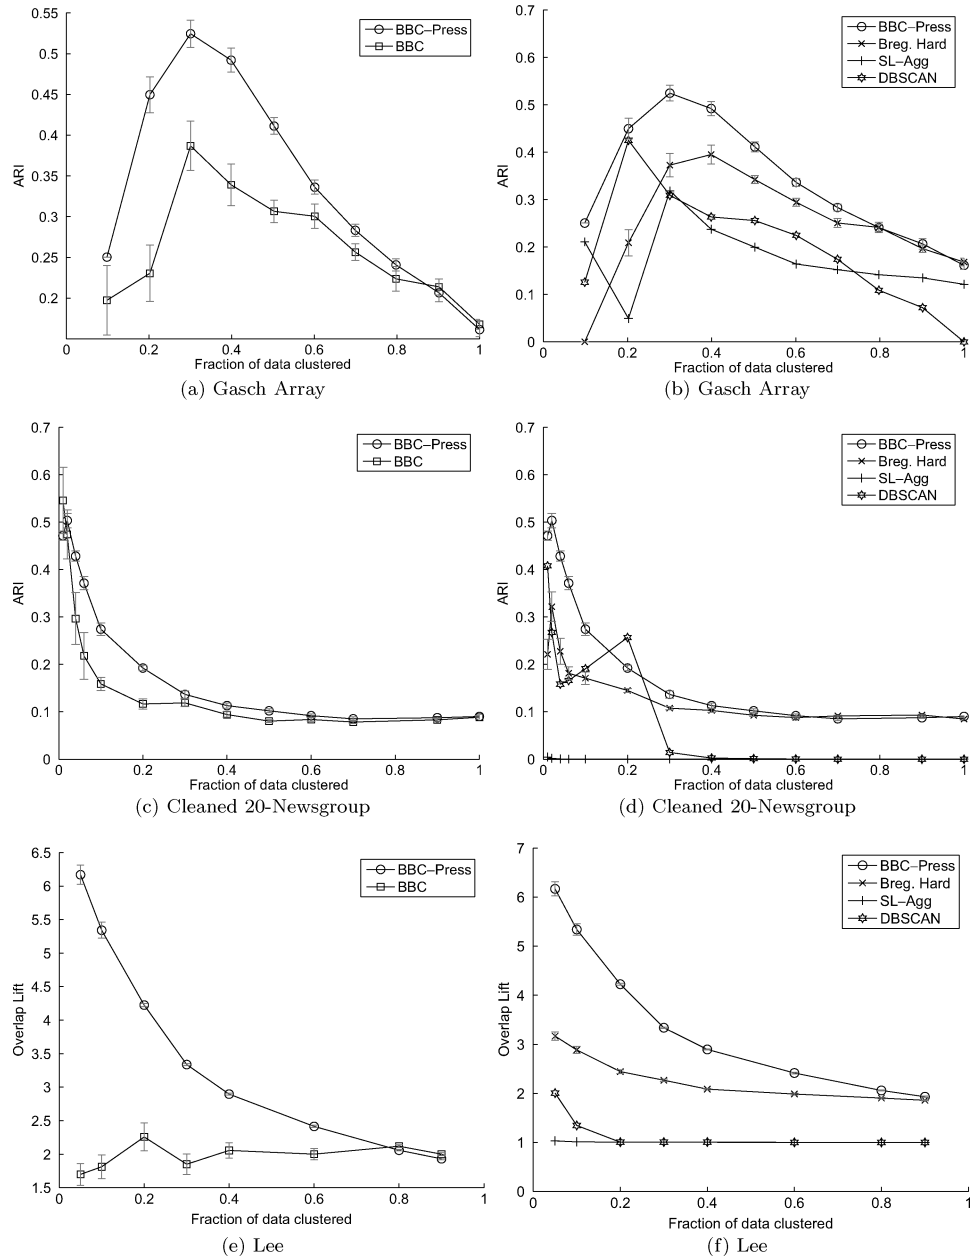 0.55
0.5
0.45
0.4
0.35
0.3
0.25
0.2
ARI
0 0.2 0.4 0.6 0.8 1
Fraction of data clustered
BBC–Press
BBC
(a) Gasch Array
0.7
0.6
0.5
0.4
0.3
0.2
0.1
0
ARI
0 0.2 0.4 0.6 0.8 1
Fraction of data clustered
BBC–Press
Breg. Hard
SL–Agg
DBSCAN
(b) Gasch Array
0.7
0.6
0.5
0.4
0.3
0.2
0.1
0
ARI
0 0.2 0.4 0.6 0.8 1
Fraction of data clustered
BBC–Press
BBC
(c) Cleaned 20-Newsgroup
0.7
0.6
0.5
0.4
0.3
0.2
0.1
0
ARI
0 0.2 0.4 0.6 0.8 1
Fraction of data clustered
BBC–Press
Breg. Hard
SL–Agg
DBSCAN
(d) Cleaned 20-Newsgroup
6.5
6
5.5
5
4.5
4
3.5
3
2.5
2
1.5
Overlap Lift
0 0.2 0.4 0.6 0.8 1
Fraction of data clustered
BBC–Press
BBC
(e) Lee
7
6
5
4
3
2
1
0
Overlap Lift
0 0.2 0.4 0.6 0.8 1
Fraction of data clustered
BBC–Press
Breg. Hard
SL–Agg
DBSCAN
(f) Lee